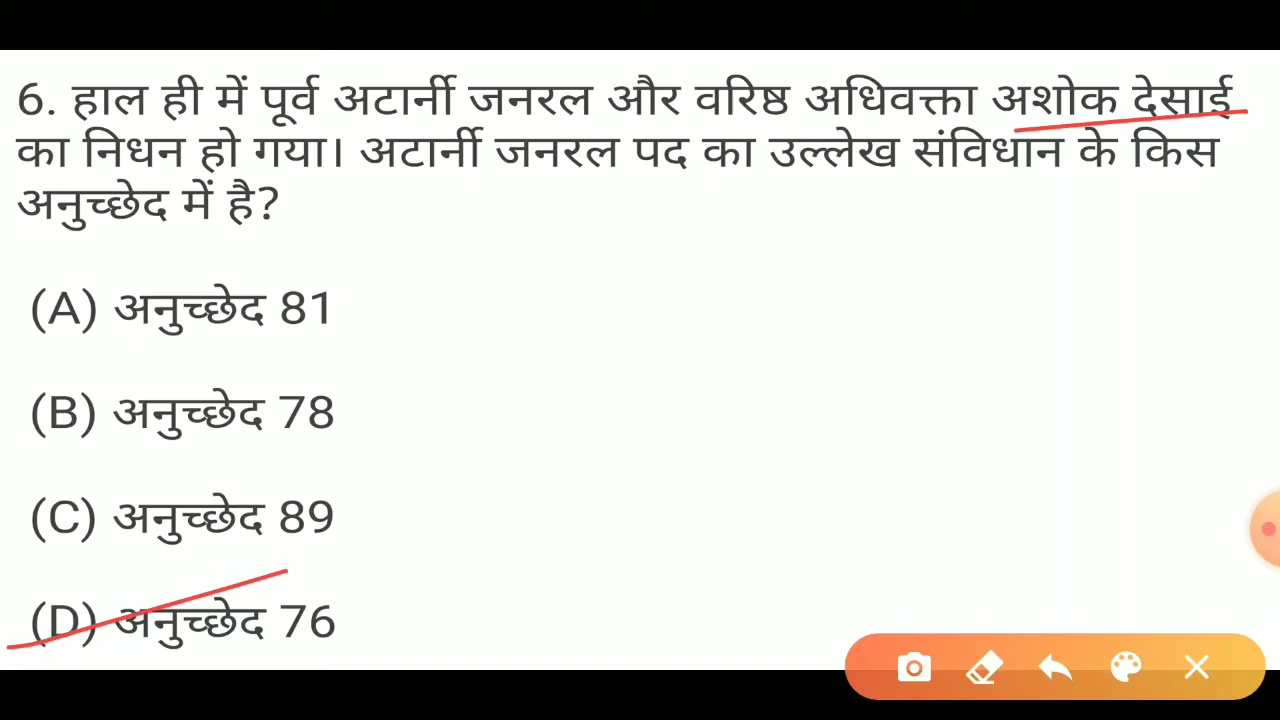 6. हाल ही में पूर्व अटार्नी जनरल और वरिष्ठ अधिवक्ता अशोक देसाई
का निधन हो गया। अटार्नी जनरल पद का उल्लेख संविधान के किस
अनुच्छेद में है?
(A) अनुच्छेद 81
(B) अनुच्छेद 78
(C) अनुच्छेद 89
(D) अनुच्छेद 76